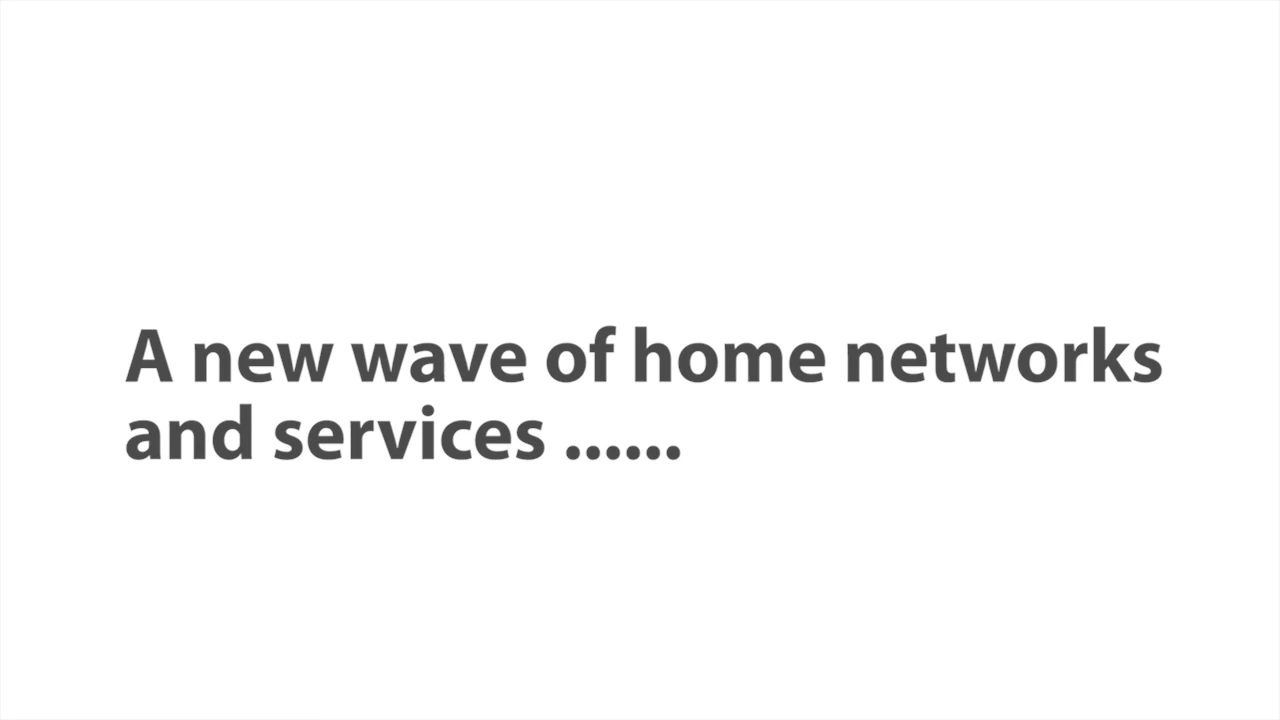 A new wave of home networks
and services ......